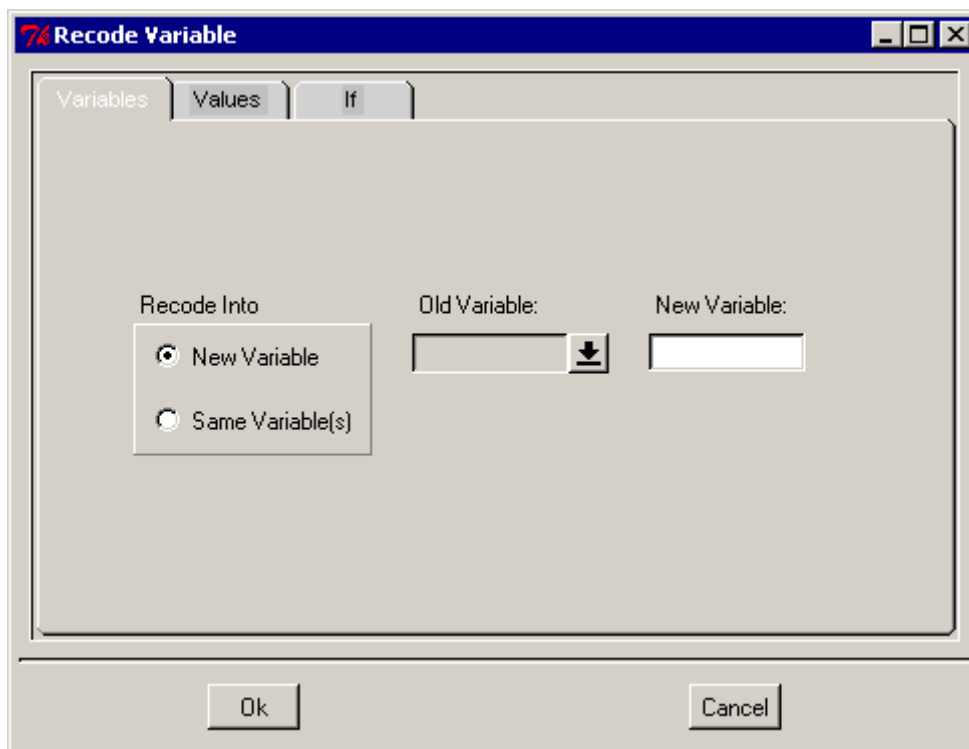 Recode Variable
Variables Values If
Recode Into Old Variable: New Variable:
New Variable
Same Variable(s)
Ok Cancel